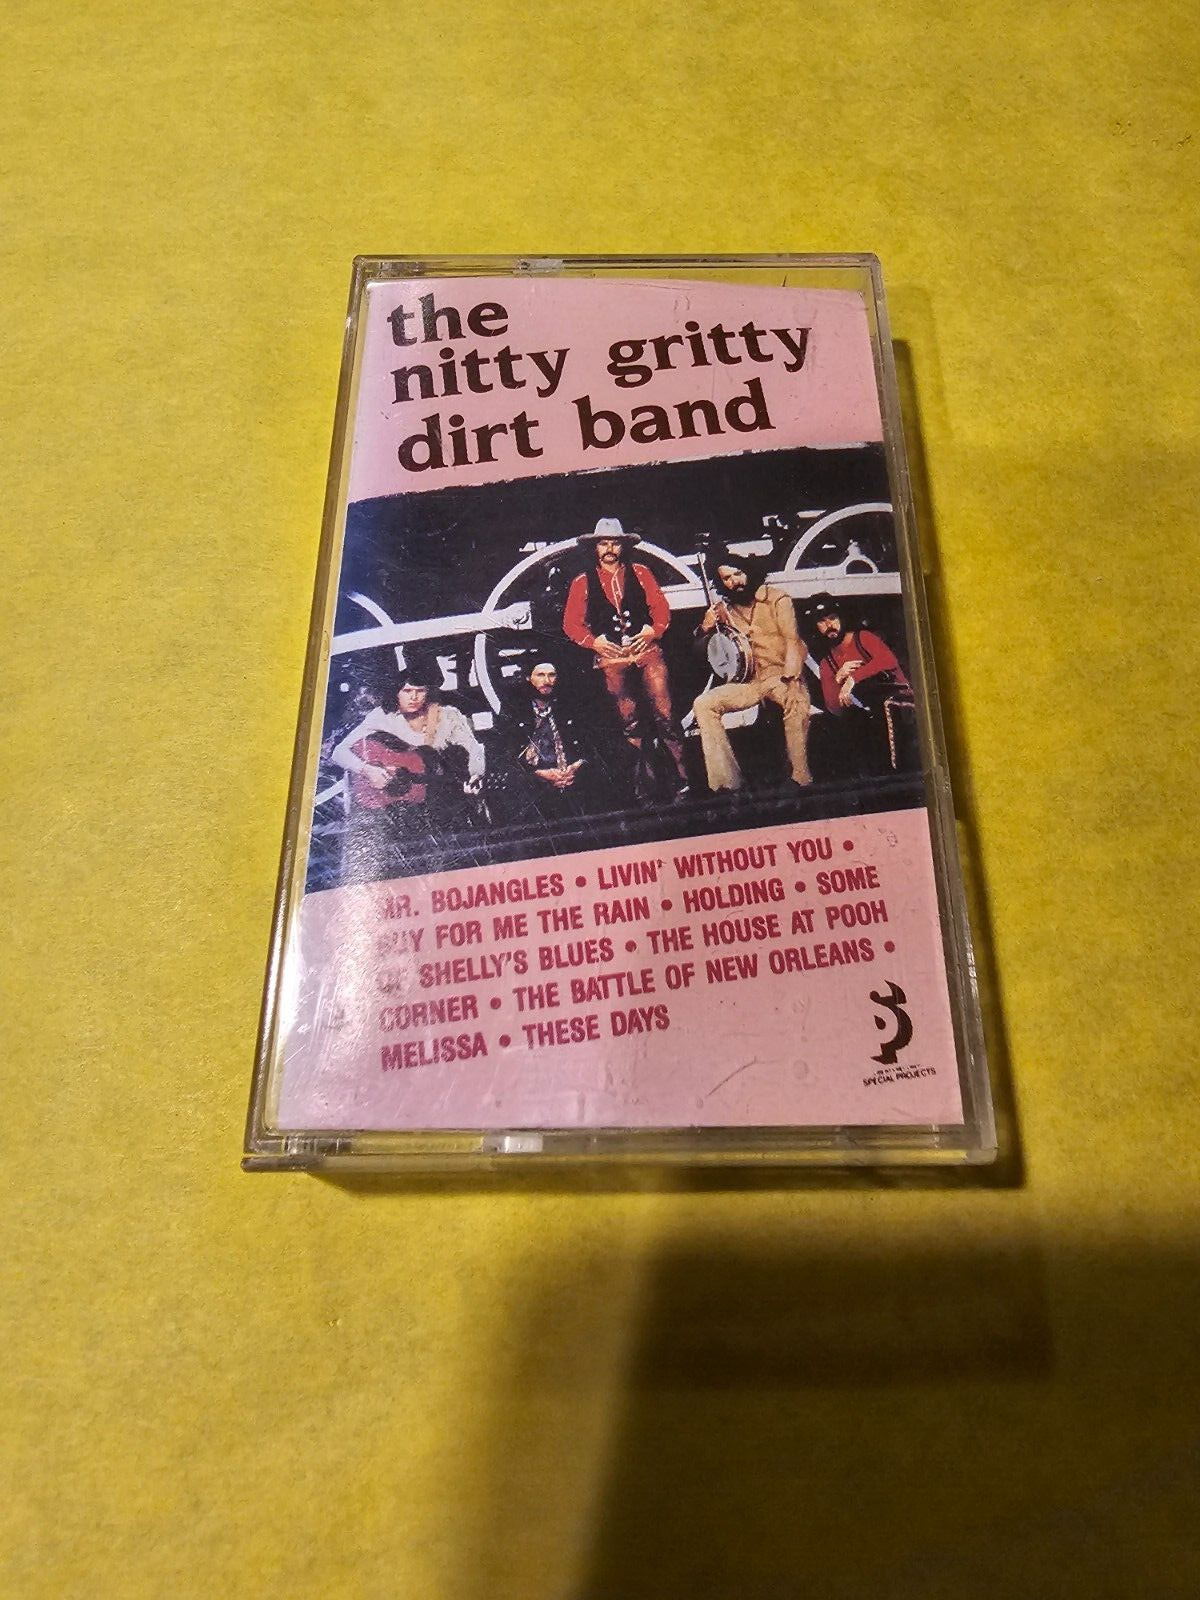 the
nitty gritty
dirt band
MR. BOJANGLES • LIVIN' WITHOUT YOU •
BUY FOR ME THE RAIN • HOLDING • SOME
OF SHELLY'S BLUES • THE HOUSE AT POOH
CORNER • THE BATTLE OF NEW ORLEANS •
MELISSA • THESE DAYS
SPECIAL PROJECTS